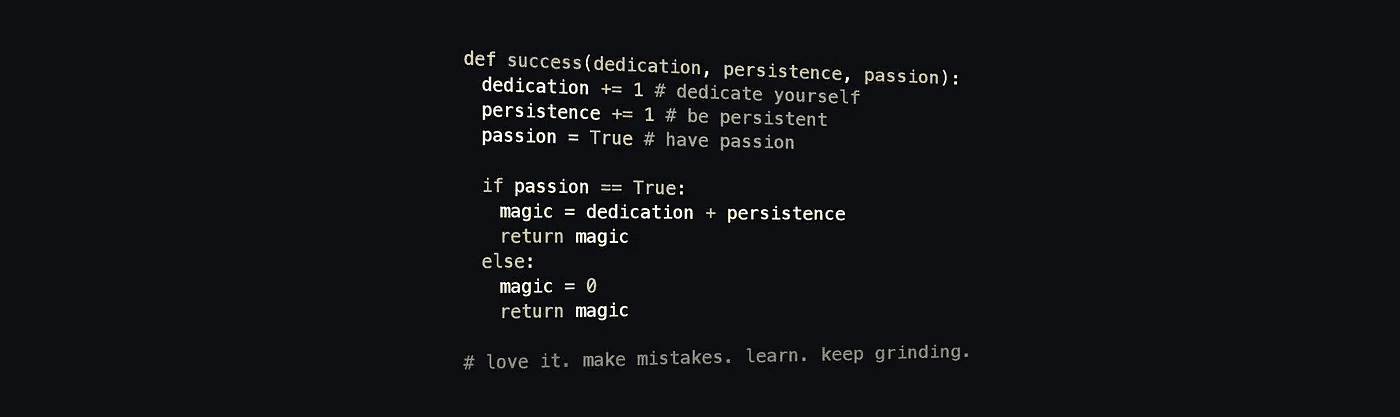 def success(dedication, persistence, passion):
  dedication += 1 # dedicate yourself
  persistence += 1 # be persistent
  passion = True # have passion

  if passion == True:
    magic = dedication + persistence
    return magic
  else:
    magic = 0
    return magic

# love it. make mistakes. learn. keep grinding.